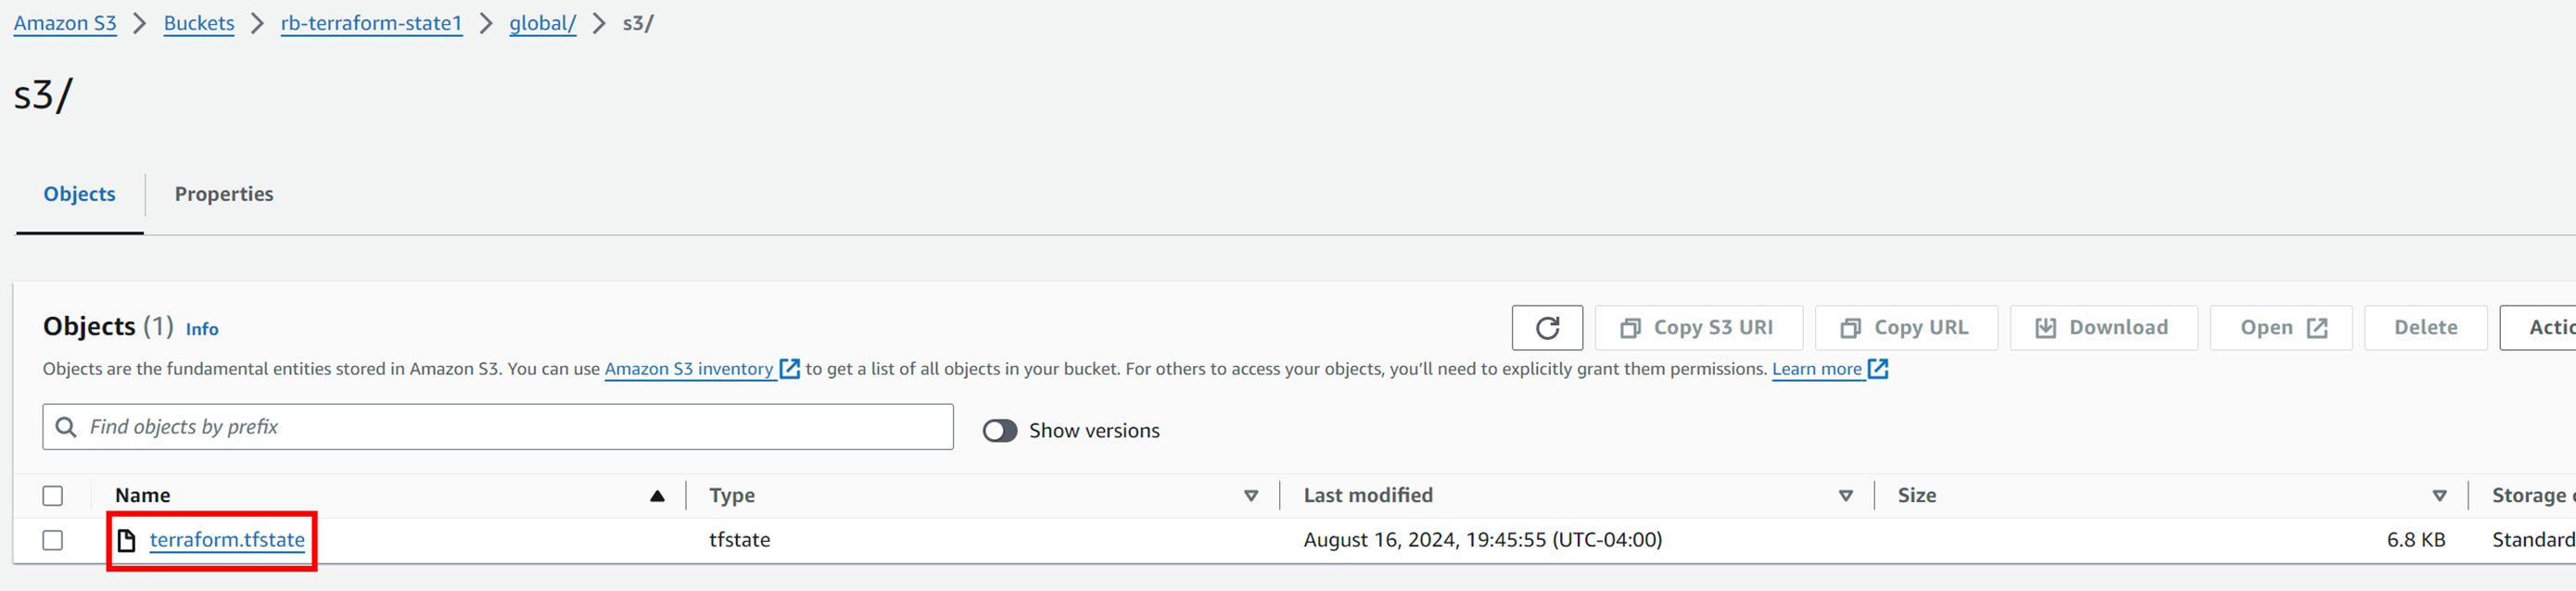 Amazon S3 > Buckets > rb-terraform-state1 > global/ > s3/
s3/
Objects Properties
Objects (1) Info
Copy S3 URI Copy URL Download Open Delete Actio
Objects are the fundamental entities stored in Amazon S3. You can use Amazon S3 inventory to get a list of all objects in your bucket. For others to access your objects, you’ll need to explicitly grant them permissions. Learn more
Find objects by prefix
Show versions
Name Type Last modified Size Storage
terraform.tfstate tfstate August 16, 2024, 19:45:55 (UTC-04:00) 6.8 KB Standard